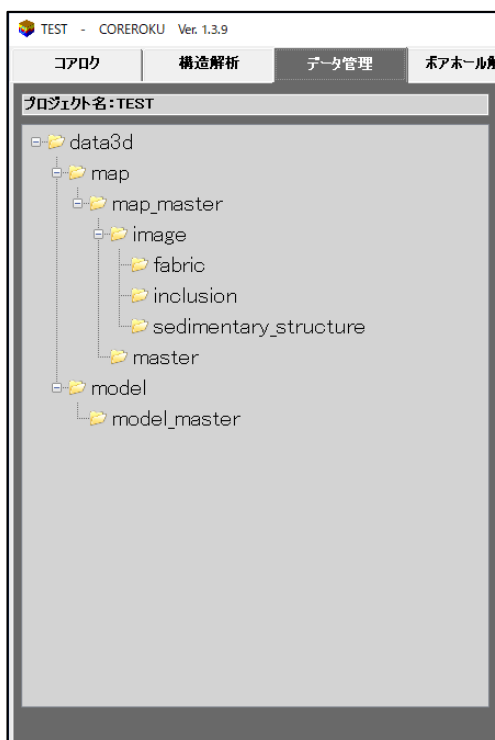 TEST - COREROKU Ver. 1.3.9
コアログ 構造解析 データ管理 ボアホール
プロジェクト名:TEST
data3d
map
map_master
image
fabric
inclusion
sedimentary_structure
master
model
model_master